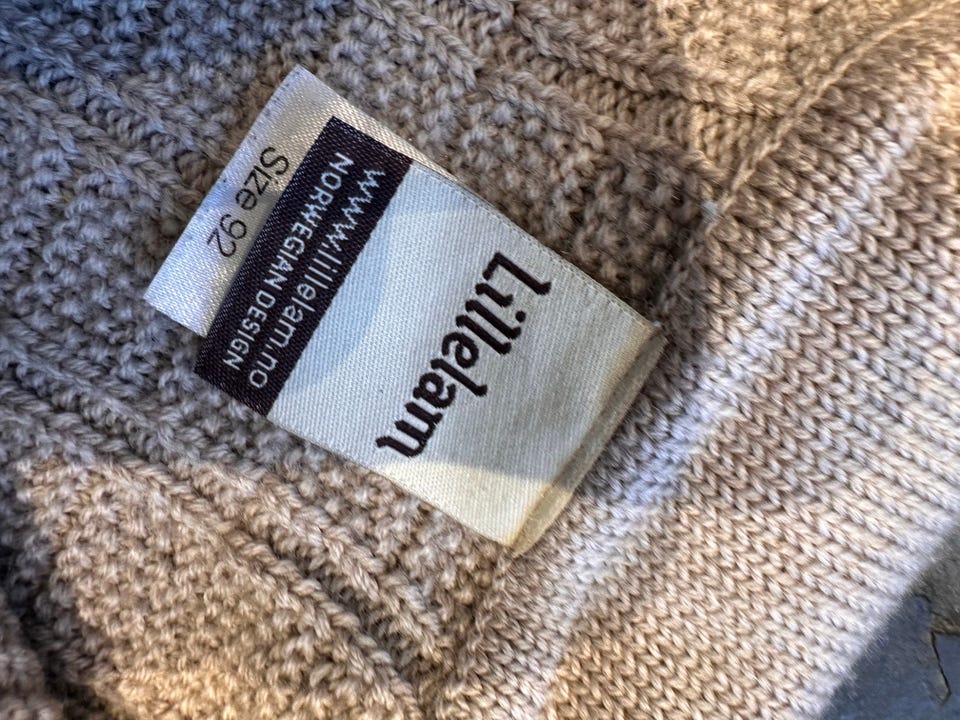 Lillelam
www.lillelam.no
NORWEGIAN DESIGN
Size 92